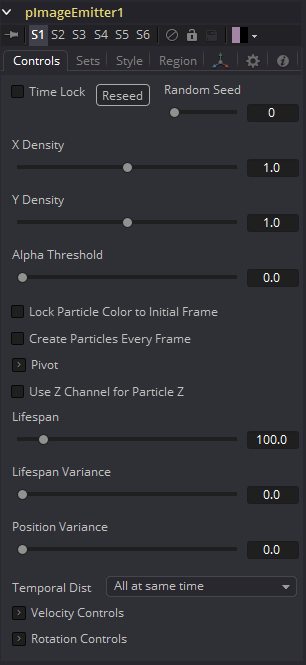 pImageEmitter1
S1 S2 S3 S4 S5 S6
Controls Sets Style Region
Time Lock Reseed Random Seed
0
X Density
1.0
Y Density
1.0
Alpha Threshold
0.0
Lock Particle Color to Initial Frame
Create Particles Every Frame
Pivot
Use Z Channel for Particle Z
Lifespan
100.0
Lifespan Variance
0.0
Position Variance
0.0
Temporal Dist All at same time
Velocity Controls
Rotation Controls